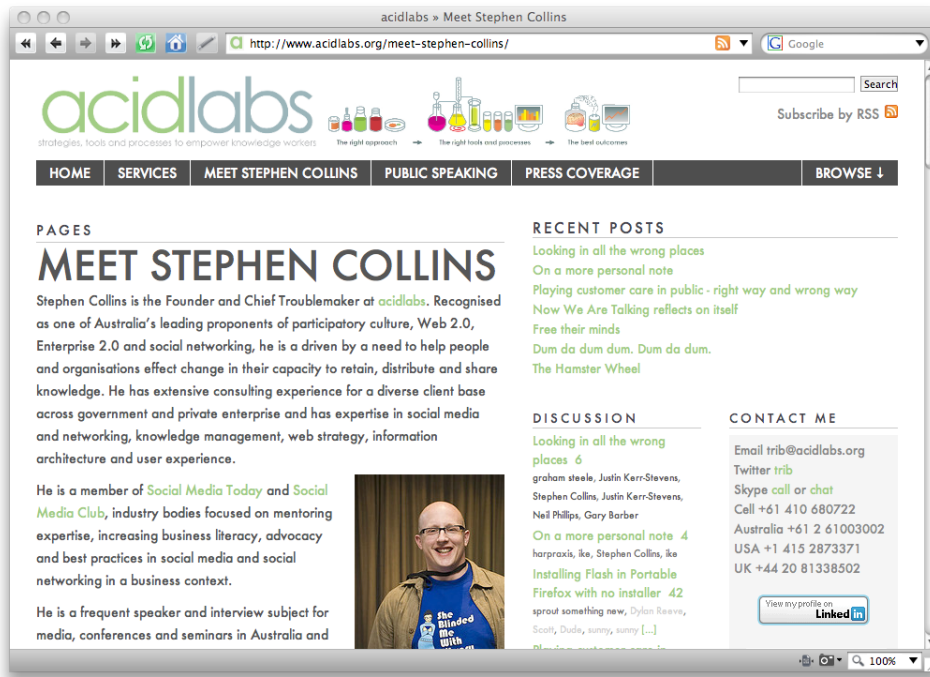 acidlabs » Meet Stephen Collins
http://www.acidlabs.org/meet-stephen-collins/
Google
acidlabs
strategies, tools and processes to empower knowledge workers
The right approach
The right tools and processes
The best outcomes
Search
Subscribe by RSS
HOME
SERVICES
MEET STEPHEN COLLINS
PUBLIC SPEAKING
PRESS COVERAGE
BROWSE ↓
PAGES
MEET STEPHEN COLLINS
Stephen Collins is the Founder and Chief Troublemaker at acidlabs. Recognised
as one of Australia's leading proponents of participatory culture, Web 2.0,
Enterprise 2.0 and social networking, he is a driven by a need to help people
and organisations effect change in their capacity to retain, distribute and share
knowledge. He has extensive consulting experience for a diverse client base
across government and private enterprise and has expertise in social media
and networking, knowledge management, web strategy, information
architecture and user experience.
He is a member of Social Media Today and Social
Media Club, industry bodies focused on mentoring
expertise, increasing business literacy, advocacy
and best practices in social media and social
networking in a business context.
He is a frequent speaker and interview subject for
media, conferences and seminars in Australia and
She
Blinded
Me
With
RECENT POSTS
Looking in all the wrong places
On a more personal note
Playing customer care in public - right way and wrong way
Now We Are Talking reflects on itself
Free their minds
Dum da dum dum. Dum da dum.
The Hamster Wheel
DISCUSSION
Looking in all the wrong
places 6
graham steele, Justin Kerr-Stevens,
Stephen Collins, Justin Kerr-Stevens,
Neil Phillips, Gary Barber
On a more personal note 4
harpraxis, ike, Stephen Collins, ike
Installing Flash in Portable
Firefox with no installer 42
sprout something new, Dylan Reeve,
Scott, Dude, sunny, sunny [...]
Playing customer care in
CONTACT ME
Email trib@acidlabs.org
Twitter trib
Skype call or chat
Cell +61 410 680722
Australia +61 2 61003002
USA +1 415 2873371
UK +44 20 81338502
View my profile on
Linked in
100%